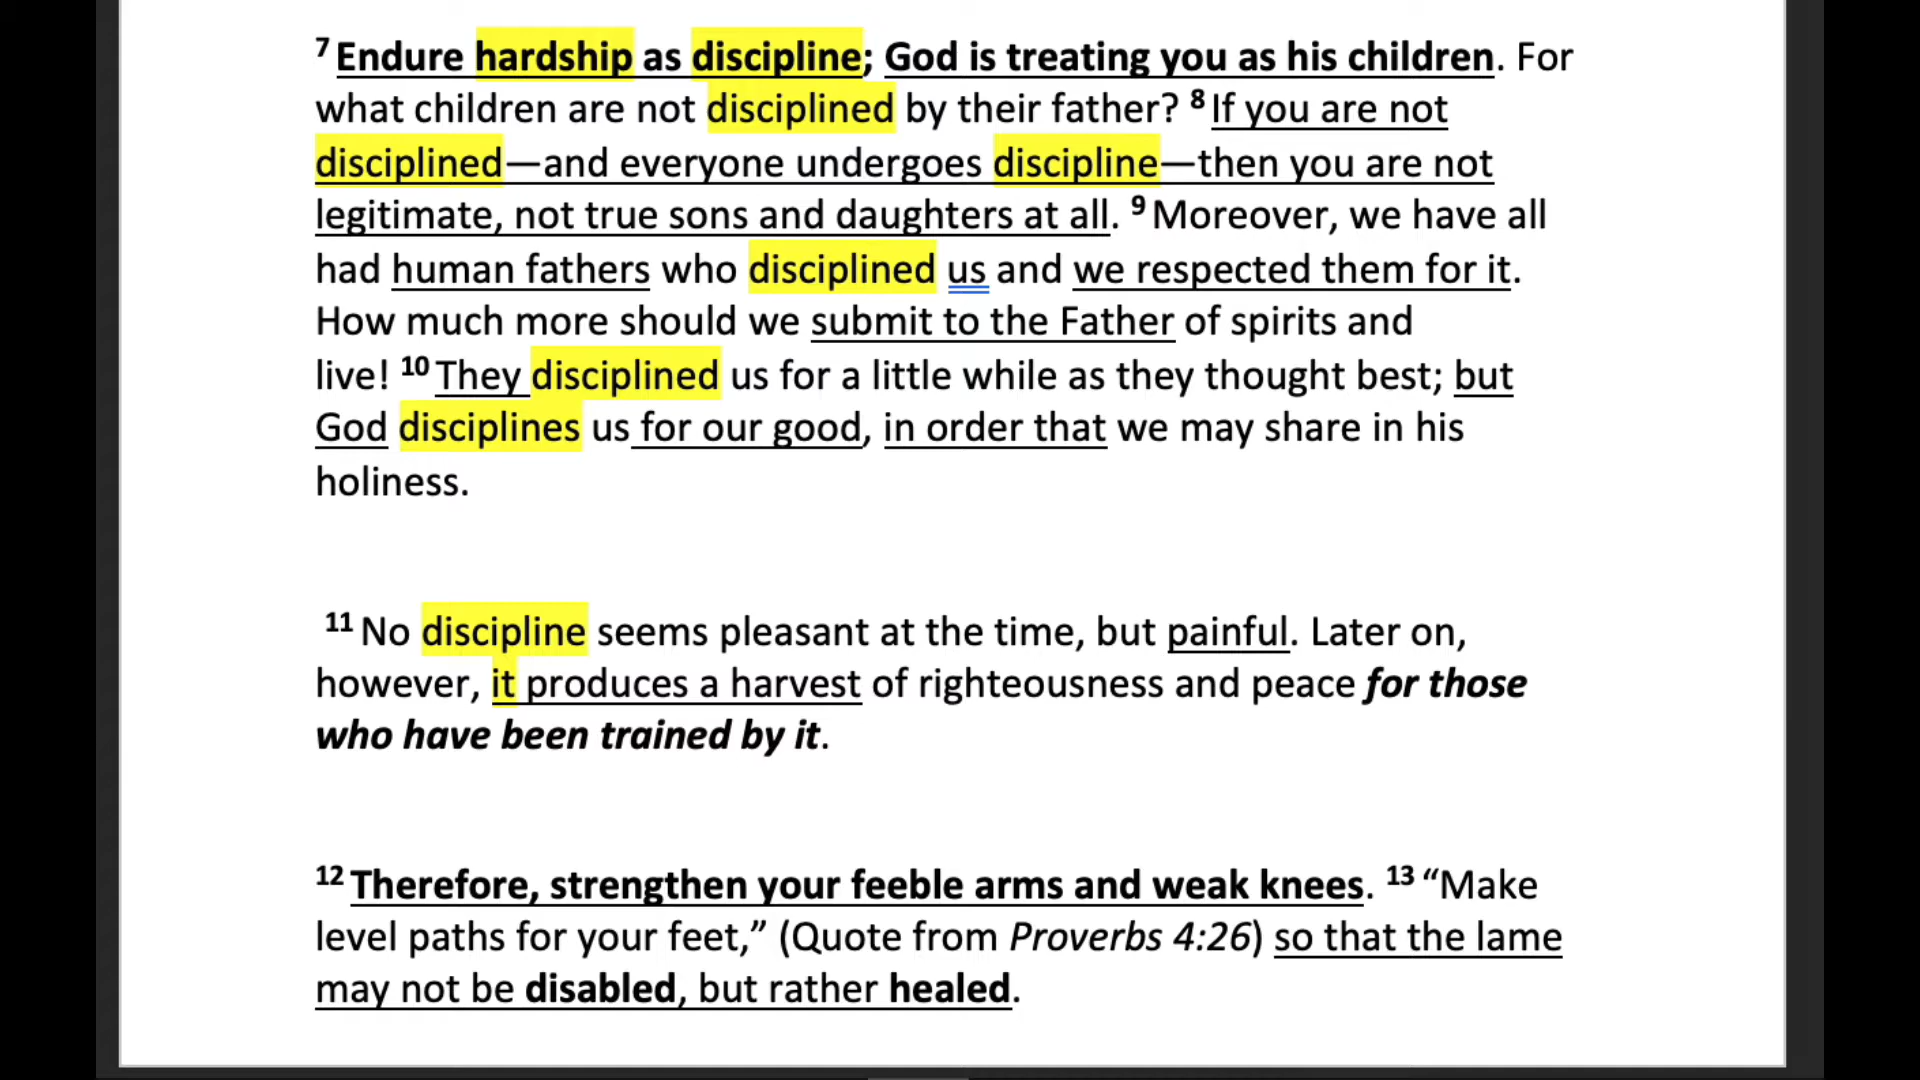 7 Endure hardship as discipline; God is treating you as his children. For
what children are not disciplined by their father? 8 If you are not
disciplined—and everyone undergoes discipline—then you are not
legitimate, not true sons and daughters at all. 9 Moreover, we have all
had human fathers who disciplined us and we respected them for it.
How much more should we submit to the Father of spirits and
live! 10 They disciplined us for a little while as they thought best; but
God disciplines us for our good, in order that we may share in his
holiness.
11 No discipline seems pleasant at the time, but painful. Later on,
however, it produces a harvest of righteousness and peace for those
who have been trained by it.
12 Therefore, strengthen your feeble arms and weak knees. 13 “Make
level paths for your feet,” (Quote from Proverbs 4:26) so that the lame
may not be disabled, but rather healed.